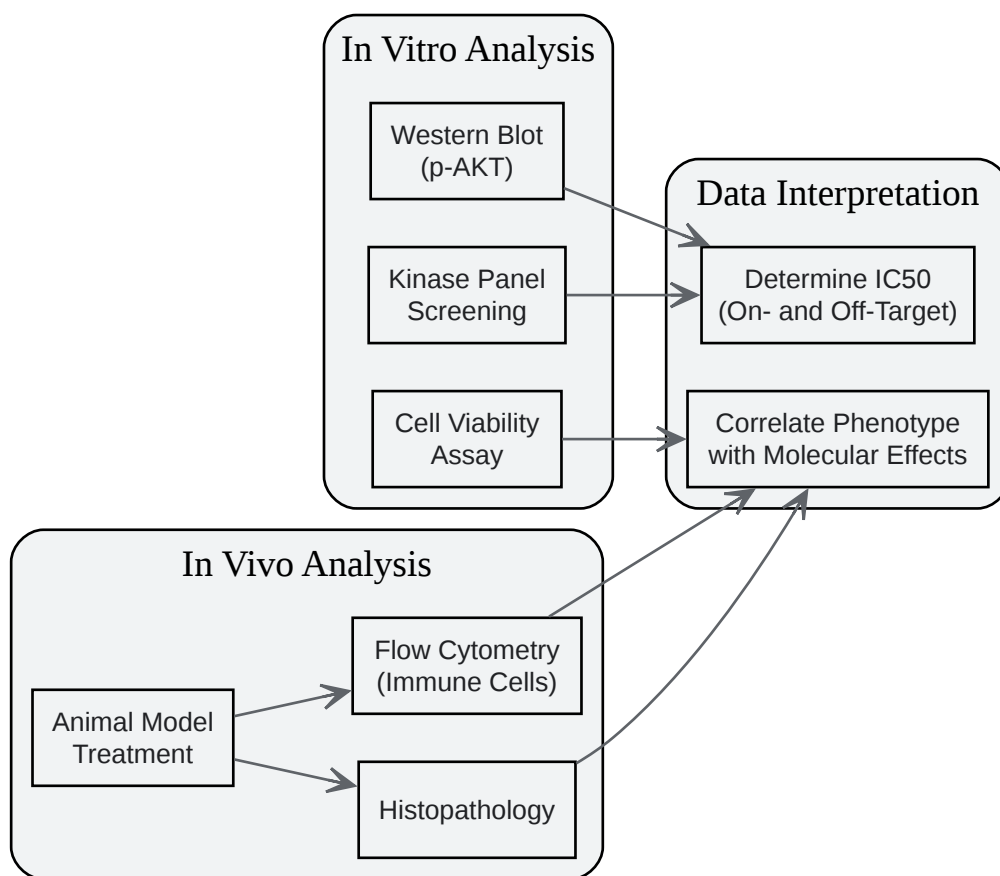 In Vitro Analysis
Western Blot
(p-AKT)
Kinase Panel
Screening
Cell Viability
Assay
Data Interpretation
Determine IC50
(On- and Off-Target)
Correlate Phenotype
with Molecular Effects
In Vivo Analysis
Animal Model
Treatment
Flow Cytometry
(Immune Cells)
Histopathology